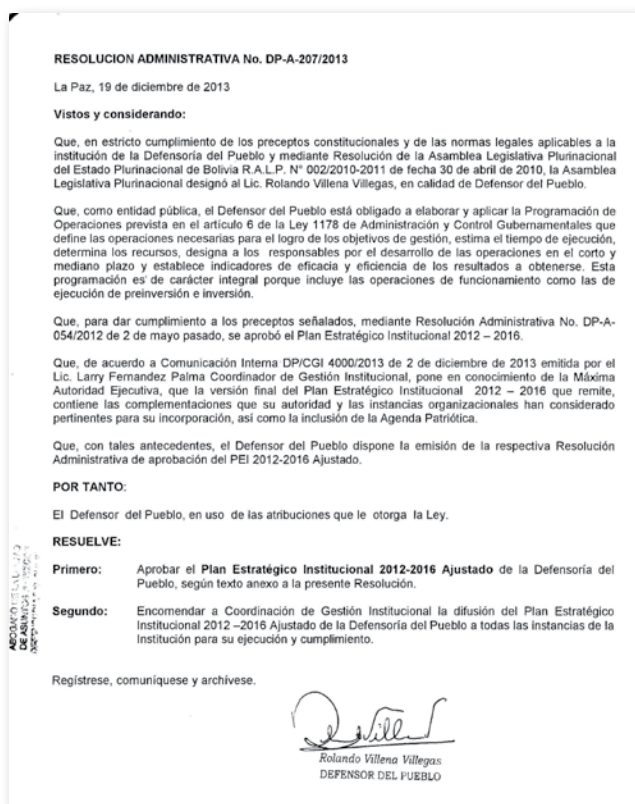 RESOLUCION ADMINISTRATIVA No. DP-A-207/2013
La Paz, 19 de diciembre de 2013
Vistos y considerando:
Que, en estricto cumplimiento de los preceptos constitucionales y de las normas legales aplicables a la
institución de la Defensoría del Pueblo y mediante Resolución de la Asamblea Legislativa Plurinacional
del Estado Plurinacional de Bolivia R.A.L.P. N° 002/2010-2011 de fecha 30 de abril de 2010, la Asamblea
Legislativa Plurinacional designó al Lic. Rolando Villena Villegas, en calidad de Defensor del Pueblo.
Que, como entidad pública, el Defensor del Pueblo está obligado a elaborar y aplicar la Programación de
Operaciones prevista en el artículo 6 de la Ley 1178 de Administración y Control Gubernamentales que
define las operaciones necesarias para el logro de los objetivos de gestión, estima el tiempo de ejecución,
determina los recursos, designa a los responsables por el desarrollo de las operaciones en el corto y
mediano plazo y establece indicadores de eficacia y eficiencia de los resultados a obtenerse. Esta
programación es de carácter integral porque incluye las operaciones de funcionamiento como las de
ejecución de preinversión e inversión.
Que, para dar cumplimiento a los preceptos señalados, mediante Resolución Administrativa No. DP-A-
054/2012 de 2 de mayo pasado, se aprobó el Plan Estratégico Institucional 2012 – 2016.
Que, de acuerdo a Comunicación Interna DP/CGI 4000/2013 de 2 de diciembre de 2013 emitida por el
Lic. Larry Fernandez Palma Coordinador de Gestión Institucional, pone en conocimiento de la Máxima
Autoridad Ejecutiva, que la versión final del Plan Estratégico Institucional 2012 – 2016 que remite,
contiene las complementaciones que su autoridad y las instancias organizacionales han considerado
pertinentes para su incorporación, así como la inclusión de la Agenda Patriótica.
Que, con tales antecedentes, el Defensor del Pueblo dispone la emisión de la respectiva Resolución
Administrativa de aprobación del PEI 2012-2016 Ajustado.
POR TANTO:
El Defensor del Pueblo, en uso de las atribuciones que le otorga la Ley.
RESUELVE:
Primero: Aprobar el Plan Estratégico Institucional 2012-2016 Ajustado de la Defensoría del
Pueblo, según texto anexo a la presente Resolución.
Segundo: Encomendar a Coordinación de Gestión Institucional la difusión del Plan Estratégico
Institucional 2012 –2016 Ajustado de la Defensoría del Pueblo a todas las instancias de la
Institución para su ejecución y cumplimiento.
Regístrese, comuníquese y archívese.
Rolando Villena Villegas
DEFENSOR DEL PUEBLO